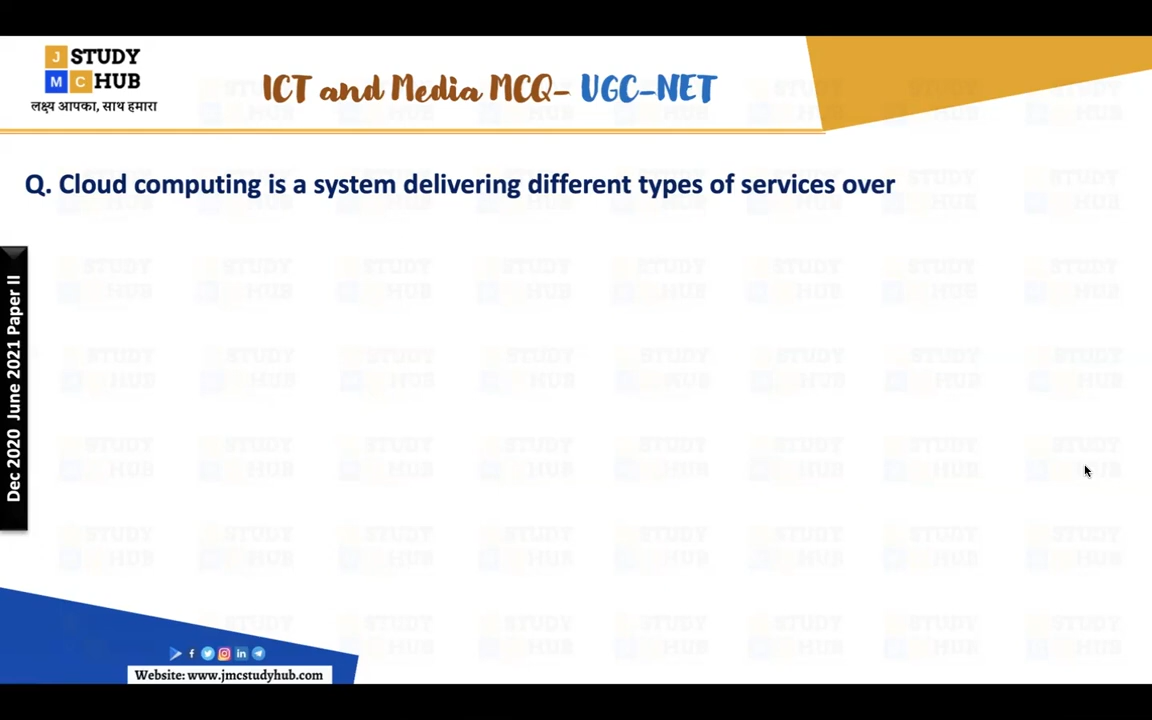 J STUDY
M C HUB
लक्ष्य आपका, साथ हमारा
ICT and Media MCQ- UGC-NET
Q. Cloud computing is a system delivering different types of services over
Dec 2020 June 2021 Paper II
Website: www.jmcstudyhub.com